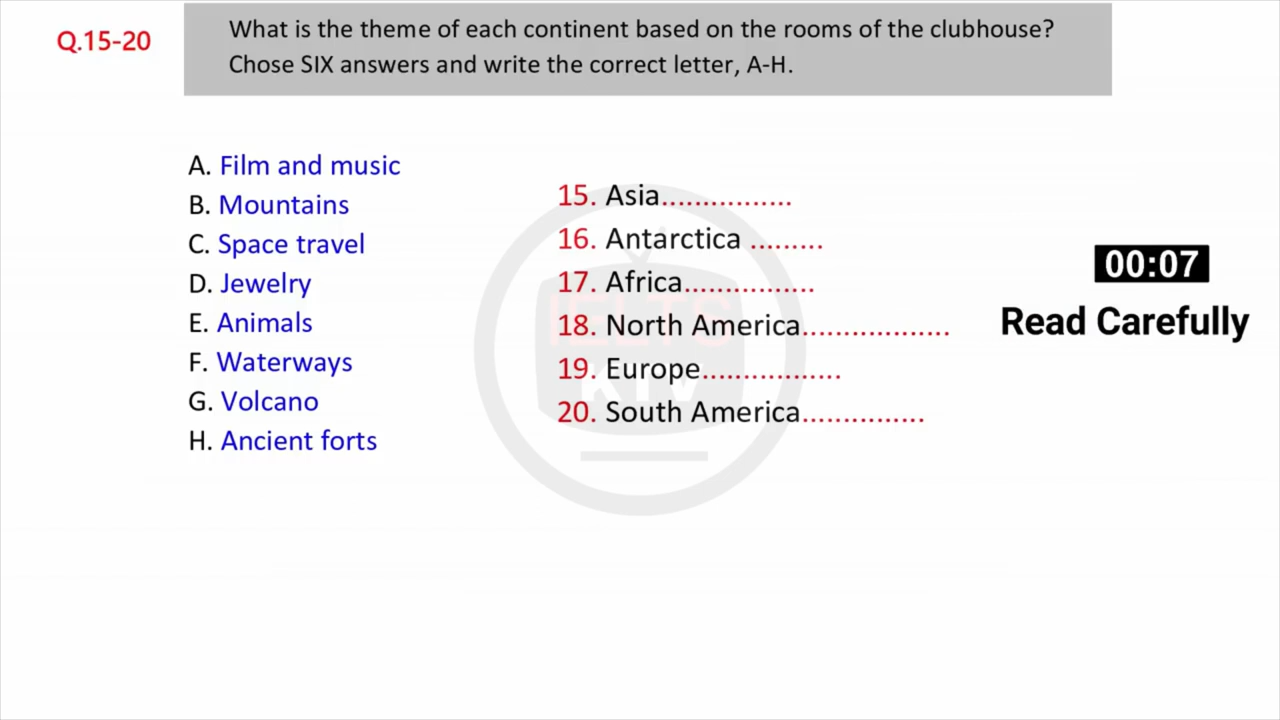 Q.15-20
What is the theme of each continent based on the rooms of the clubhouse?
Chose SIX answers and write the correct letter, A-H.
A. Film and music
B. Mountains
C. Space travel
D. Jewelry
E. Animals
F. Waterways
G. Volcano
H. Ancient forts
15. Asia................
16. Antarctica .........
17. Africa................
18. North America..................
19. Europe.................
20. South America...............
00:07
Read Carefully
IELTS
KTV